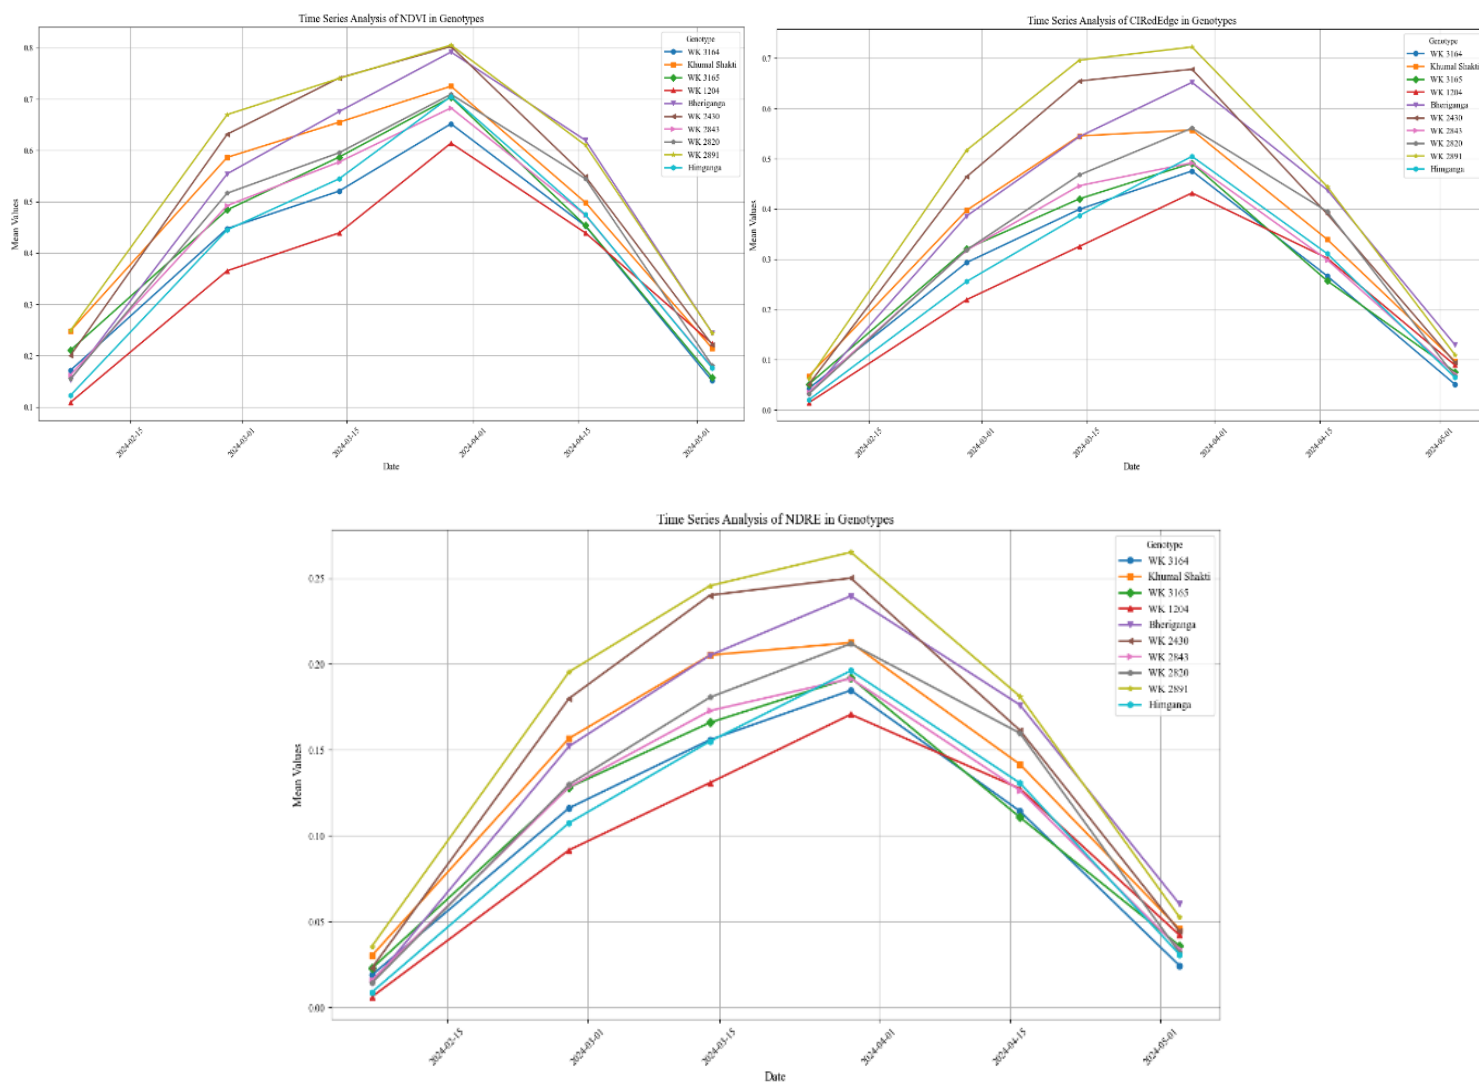 Time Series Analysis of NDVI in Genotypes
Genotype
WK 3164
Khumal Shakti
WK 3165
WK 1204
Bheriganga
WK 2430
WK 2843
WK 2820
WK 2891
Himganga
0.8
0.7
0.6
0.5
0.4
0.3
0.2
0.1
Mean Values
2024-02-15
2024-03-01
2024-03-15
2024-04-01
2024-04-15
2024-05-01
Date
Time Series Analysis of CIRedEdge in Genotypes
Genotype
WK 3164
Khumal Shakti
WK 3165
WK 1204
Bheriganga
WK 2430
WK 2843
WK 2820
WK 2891
Himganga
0.7
0.6
0.5
0.4
0.3
0.2
0.1
0.0
Mean Values
2024-02-15
2024-03-01
2024-03-15
2024-04-01
2024-04-15
2024-05-01
Date
Time Series Analysis of NDRE in Genotypes
Genotype
WK 3164
Khumal Shakti
WK 3165
WK 1204
Bheriganga
WK 2430
WK 2843
WK 2820
WK 2891
Himganga
0.25
0.20
0.15
0.10
0.05
0.00
Mean Values
2024-02-15
2024-03-01
2024-03-15
2024-04-01
2024-04-15
2024-05-01
Date